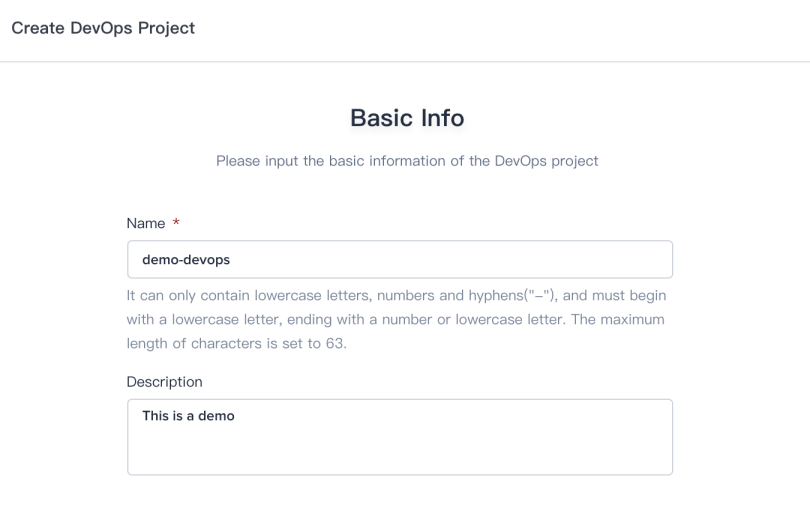 Create DevOps Project
Basic Info
Please input the basic information of the DevOps project
Name *
demo-devops
It can only contain lowercase letters, numbers and hyphens("-"), and must begin
with a lowercase letter, ending with a number or lowercase letter. The maximum
length of characters is set to 63.
Description
This is a demo